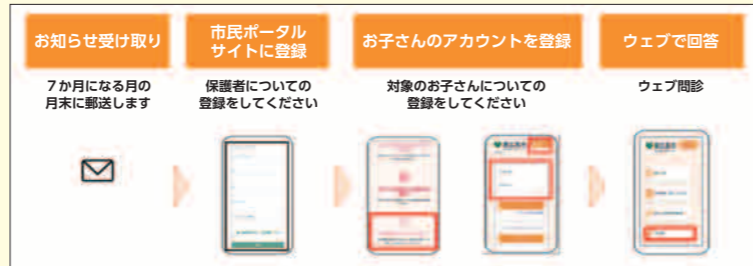 お知らせ受け取り
市民ポータル
サイトに登録
お子さんのアカウントを登録
ウェブで回答
7か月になる月の
月末に郵送します
保護者についての
登録をしてください
対象のお子さんについての
登録をしてください
ウェブ問診